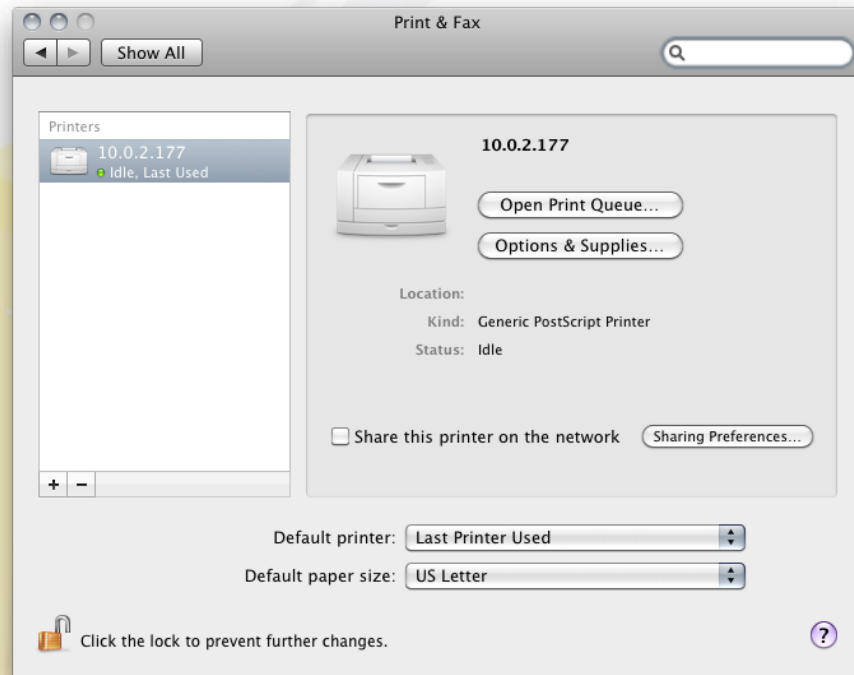 Print & Fax
Show All
Printers
10.0.2.177
Idle, Last Used
10.0.2.177
Open Print Queue...
Options & Supplies...
Location:
Kind: Generic PostScript Printer
Status: Idle
Share this printer on the network Sharing Preferences...
+ −
Default printer: Last Printer Used
Default paper size: US Letter
Click the lock to prevent further changes. ?